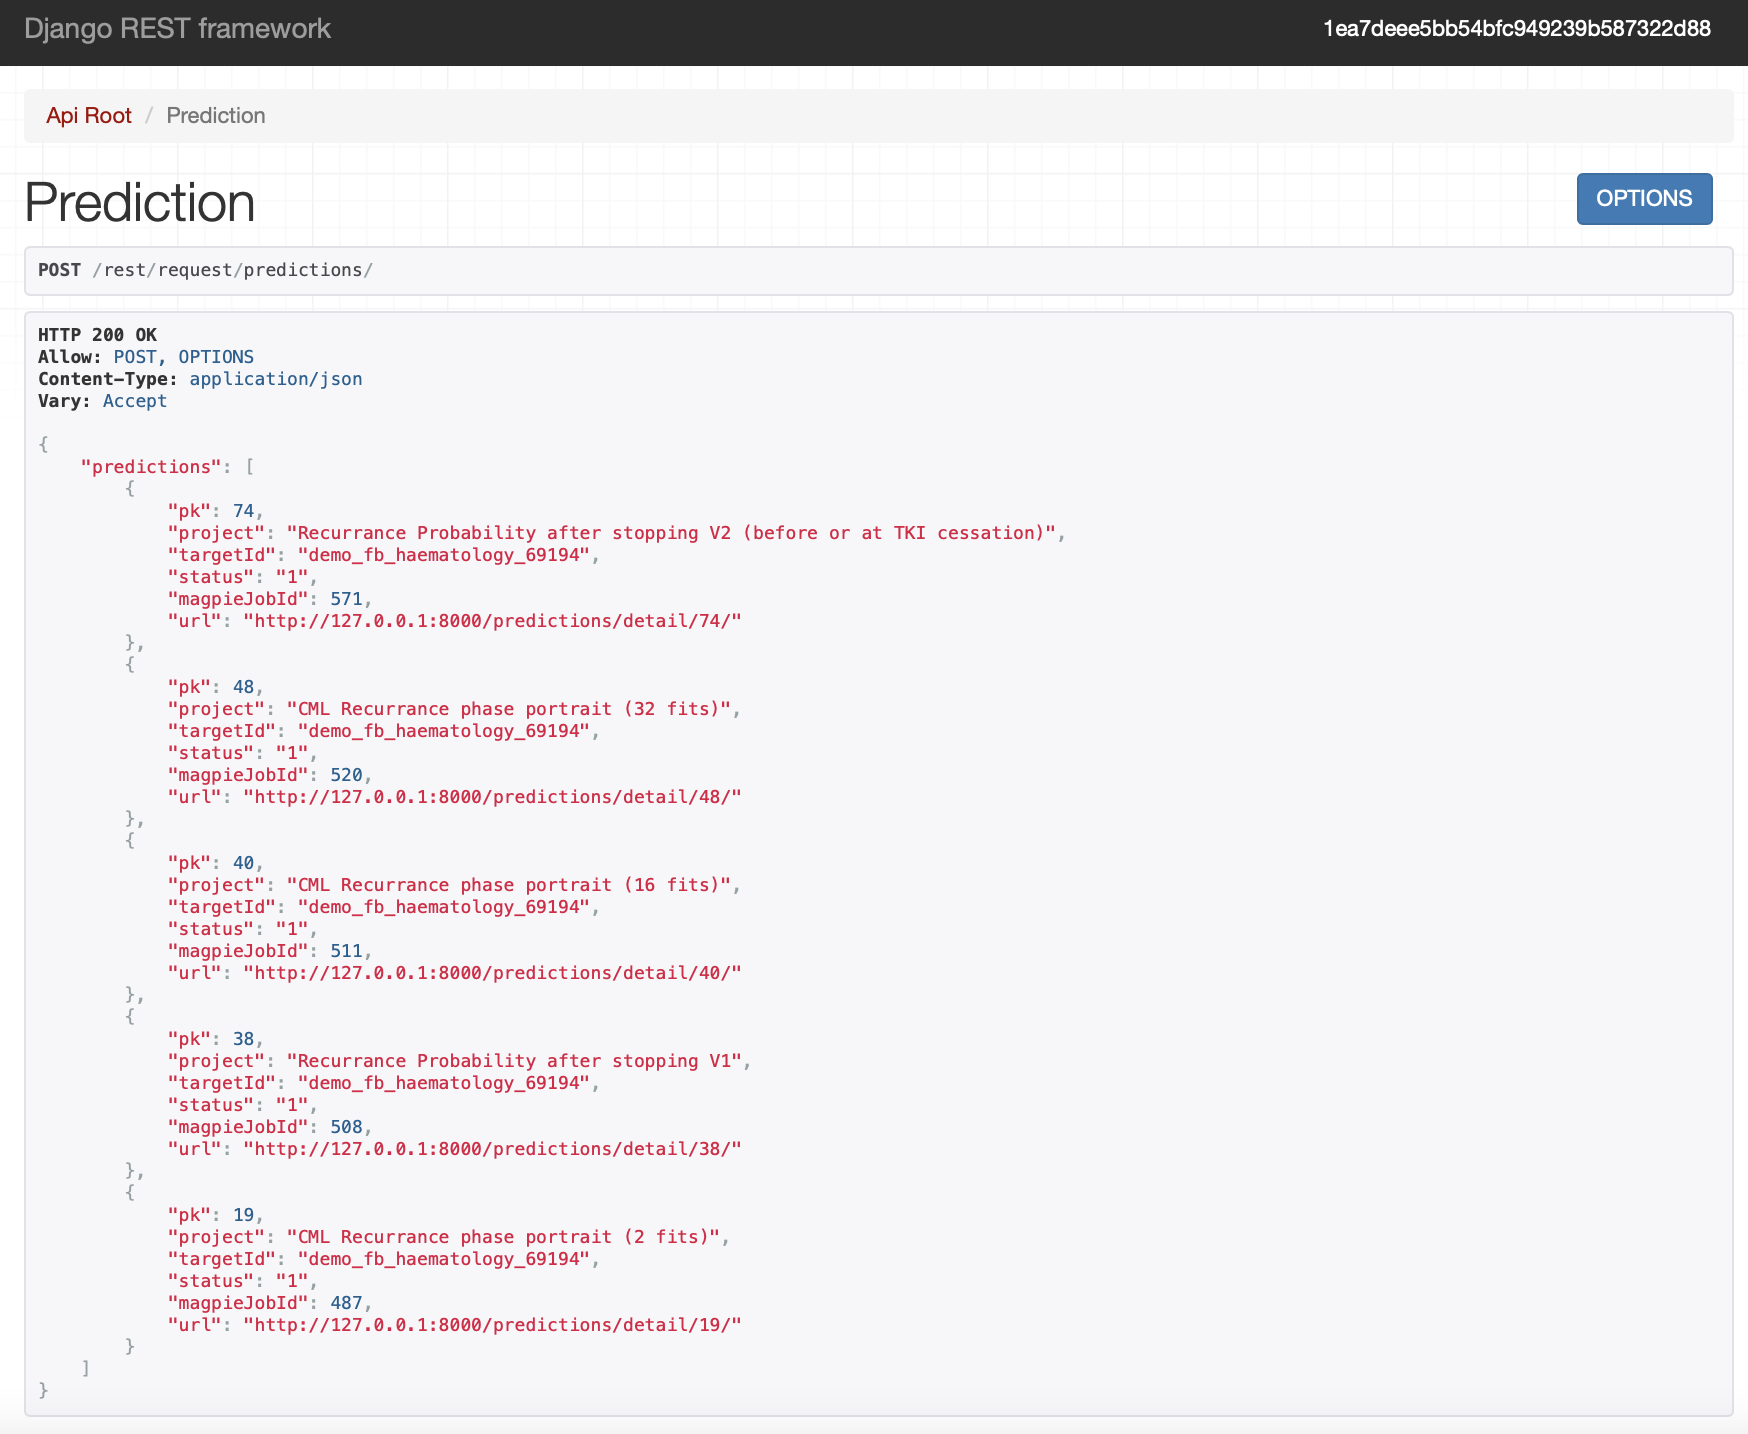 Django REST framework
1ea7deee5bb54bfc949239b587322d88
Api Root / Prediction
Prediction
OPTIONS
POST /rest/request/predictions/
HTTP 200 OK
Allow: POST, OPTIONS
Content-Type: application/json
Vary: Accept
{
    "predictions": [
        {
            "pk": 74,
            "project": "Recurrance Probability after stopping V2 (before or at TKI cessation)",
            "targetId": "demo_fb_haematology_69194",
            "status": "1",
            "magpieJobId": 571,
            "url": "http://127.0.0.1:8000/predictions/detail/74/"
        },
        {
            "pk": 48,
            "project": "CML Recurrance phase portrait (32 fits)",
            "targetId": "demo_fb_haematology_69194",
            "status": "1",
            "magpieJobId": 520,
            "url": "http://127.0.0.1:8000/predictions/detail/48/"
        },
        {
            "pk": 40,
            "project": "CML Recurrance phase portrait (16 fits)",
            "targetId": "demo_fb_haematology_69194",
            "status": "1",
            "magpieJobId": 511,
            "url": "http://127.0.0.1:8000/predictions/detail/40/"
        },
        {
            "pk": 38,
            "project": "Recurrance Probability after stopping V1",
            "targetId": "demo_fb_haematology_69194",
            "status": "1",
            "magpieJobId": 508,
            "url": "http://127.0.0.1:8000/predictions/detail/38/"
        },
        {
            "pk": 19,
            "project": "CML Recurrance phase portrait (2 fits)",
            "targetId": "demo_fb_haematology_69194",
            "status": "1",
            "magpieJobId": 487,
            "url": "http://127.0.0.1:8000/predictions/detail/19/"
        }
    ]
}